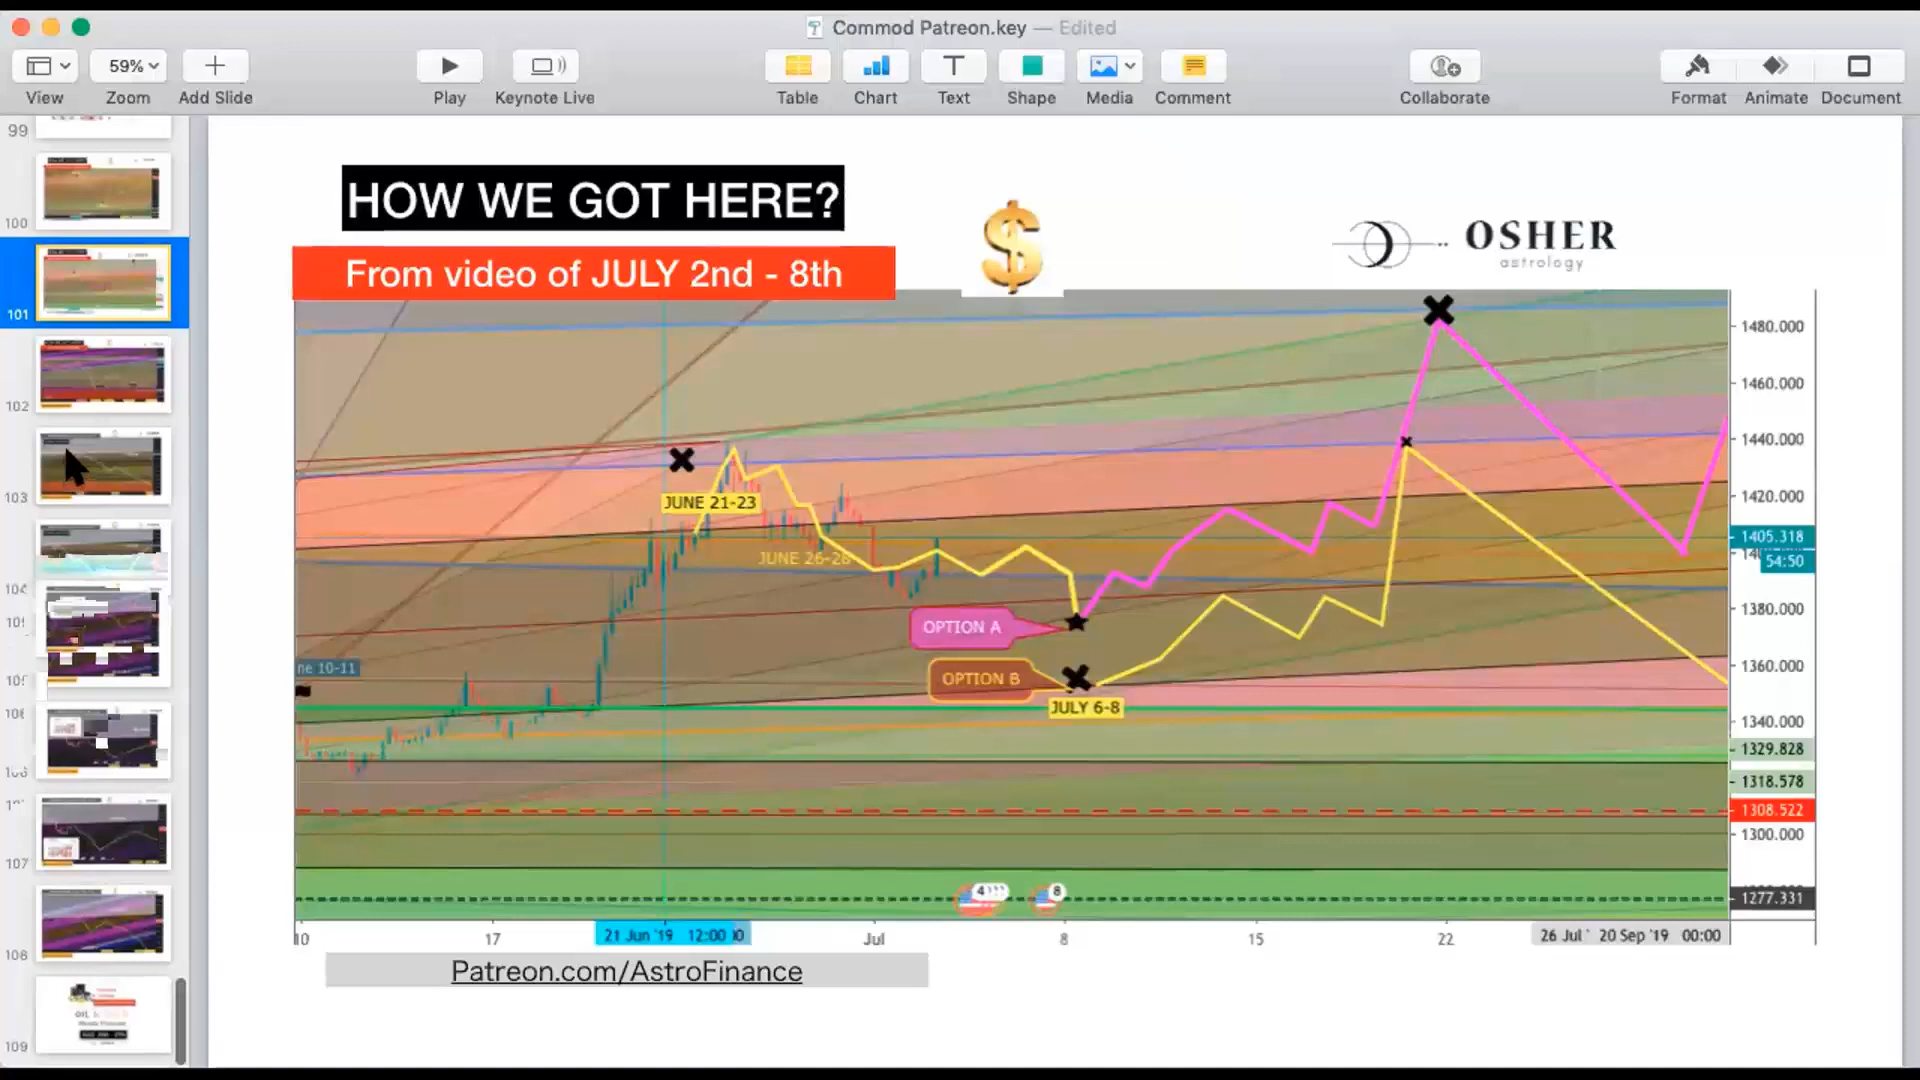 Commod Patreon.key — Edited
59%
View Zoom Add Slide Play Keynote Live Table Chart Text Shape Media Comment Collaborate Format Animate Document
99
100
101
102
103
106
107
108
109
HOW WE GOT HERE?
From video of JULY 2nd - 8th
$
OSHER
astrology
1480.000
1460.000
1440.000
1420.000
1405.318
54:50
1380.000
1360.000
1340.000
1329.828
1318.578
1308.522
1300.000
1277.331
JUNE 21-23
JUNE 26-28
OPTION A
OPTION B
JULY 6-8
ne 10-11
4
8
10 17 21 Jun '19 12:00 Jul 8 15 22 26 Jul ' 20 Sep '19 00:00
Patreon.com/AstroFinance